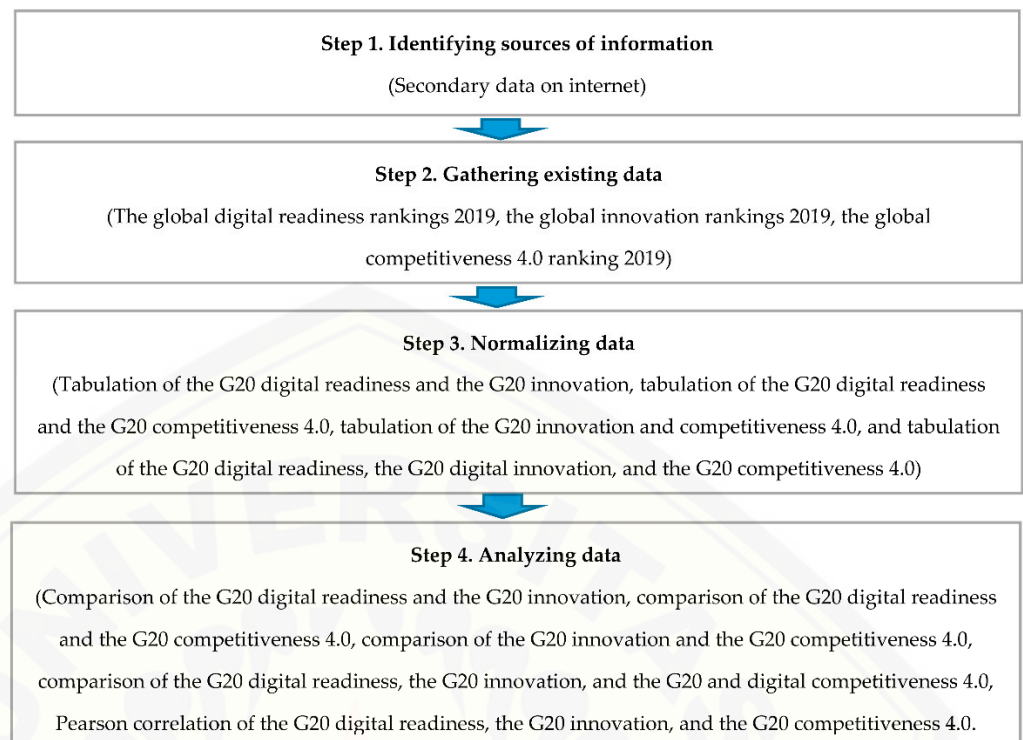 Step 1. Identifying sources of information
(Secondary data on internet)
Step 2. Gathering existing data
(The global digital readiness rankings 2019, the global innovation rankings 2019, the global
competitiveness 4.0 ranking 2019)
Step 3. Normalizing data
(Tabulation of the G20 digital readiness and the G20 innovation, tabulation of the G20 digital readiness
and the G20 competitiveness 4.0, tabulation of the G20 innovation and competitiveness 4.0, and tabulation
of the G20 digital readiness, the G20 digital innovation, and the G20 competitiveness 4.0)
Step 4. Analyzing data
(Comparison of the G20 digital readiness and the G20 innovation, comparison of the G20 digital readiness
and the G20 competitiveness 4.0, comparison of the G20 innovation and the G20 competitiveness 4.0,
comparison of the G20 digital readiness, the G20 innovation, and the G20 and digital competitiveness 4.0,
Pearson correlation of the G20 digital readiness, the G20 innovation, and the G20 competitiveness 4.0.
UNIVERSITAS